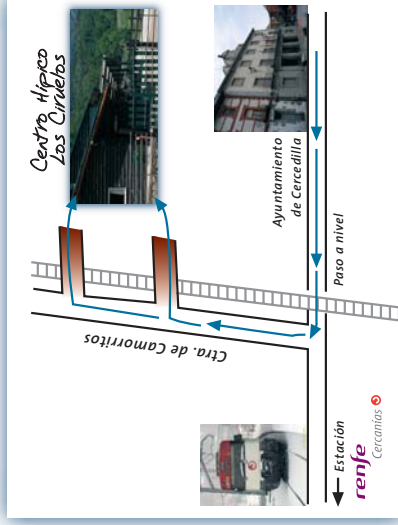 Centro Hípico
Los Ciruelos
Ayuntamiento
de Cercedilla
Paso a nivel
Ctra. de Camorritos
Estación
renfe
Cercanías